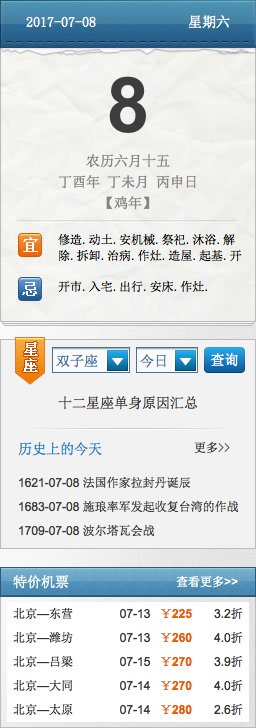 2017-07-08 星期六
8
农历六月十五
丁酉年 丁未月 丙申日
【鸡年】
宜 修造. 动土. 安机械. 祭祀. 沐浴. 解
除. 拆卸. 治病. 作灶. 造屋. 起基. 开
忌 开市. 入宅. 出行. 安床. 作灶.
星座 双子座 今日 查询
十二星座单身原因汇总
历史上的今天 更多>>
1621-07-08 法国作家拉封丹诞辰
1683-07-08 施琅率军发起收复台湾的作战
1709-07-08 波尔塔瓦会战
特价机票 查看更多>>
北京—东营 07-13 ￥225 3.2折
北京—潍坊 07-13 ￥260 4.0折
北京—吕梁 07-15 ￥270 3.9折
北京—大同 07-14 ￥270 4.0折
北京—太原 07-14 ￥280 2.6折